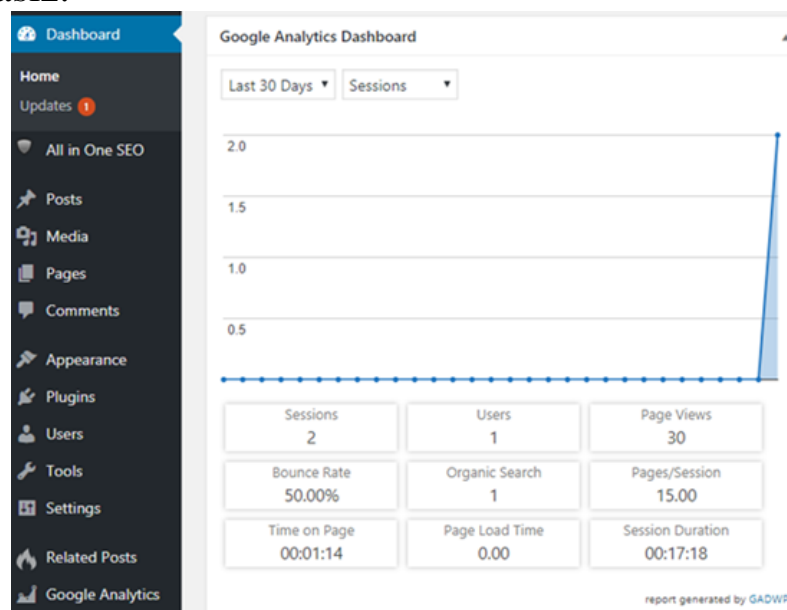 Dashboard
Home
Updates 1
All in One SEO
Posts
Media
Pages
Comments
Appearance
Plugins
Users
Tools
Settings
Related Posts
Google Analytics
Google Analytics Dashboard
Last 30 Days
Sessions
2.0
1.5
1.0
0.5
Sessions
2
Users
1
Page Views
30
Bounce Rate
50.00%
Organic Search
1
Pages/Session
15.00
Time on Page
00:01:14
Page Load Time
0.00
Session Duration
00:17:18
report generated by GADWP